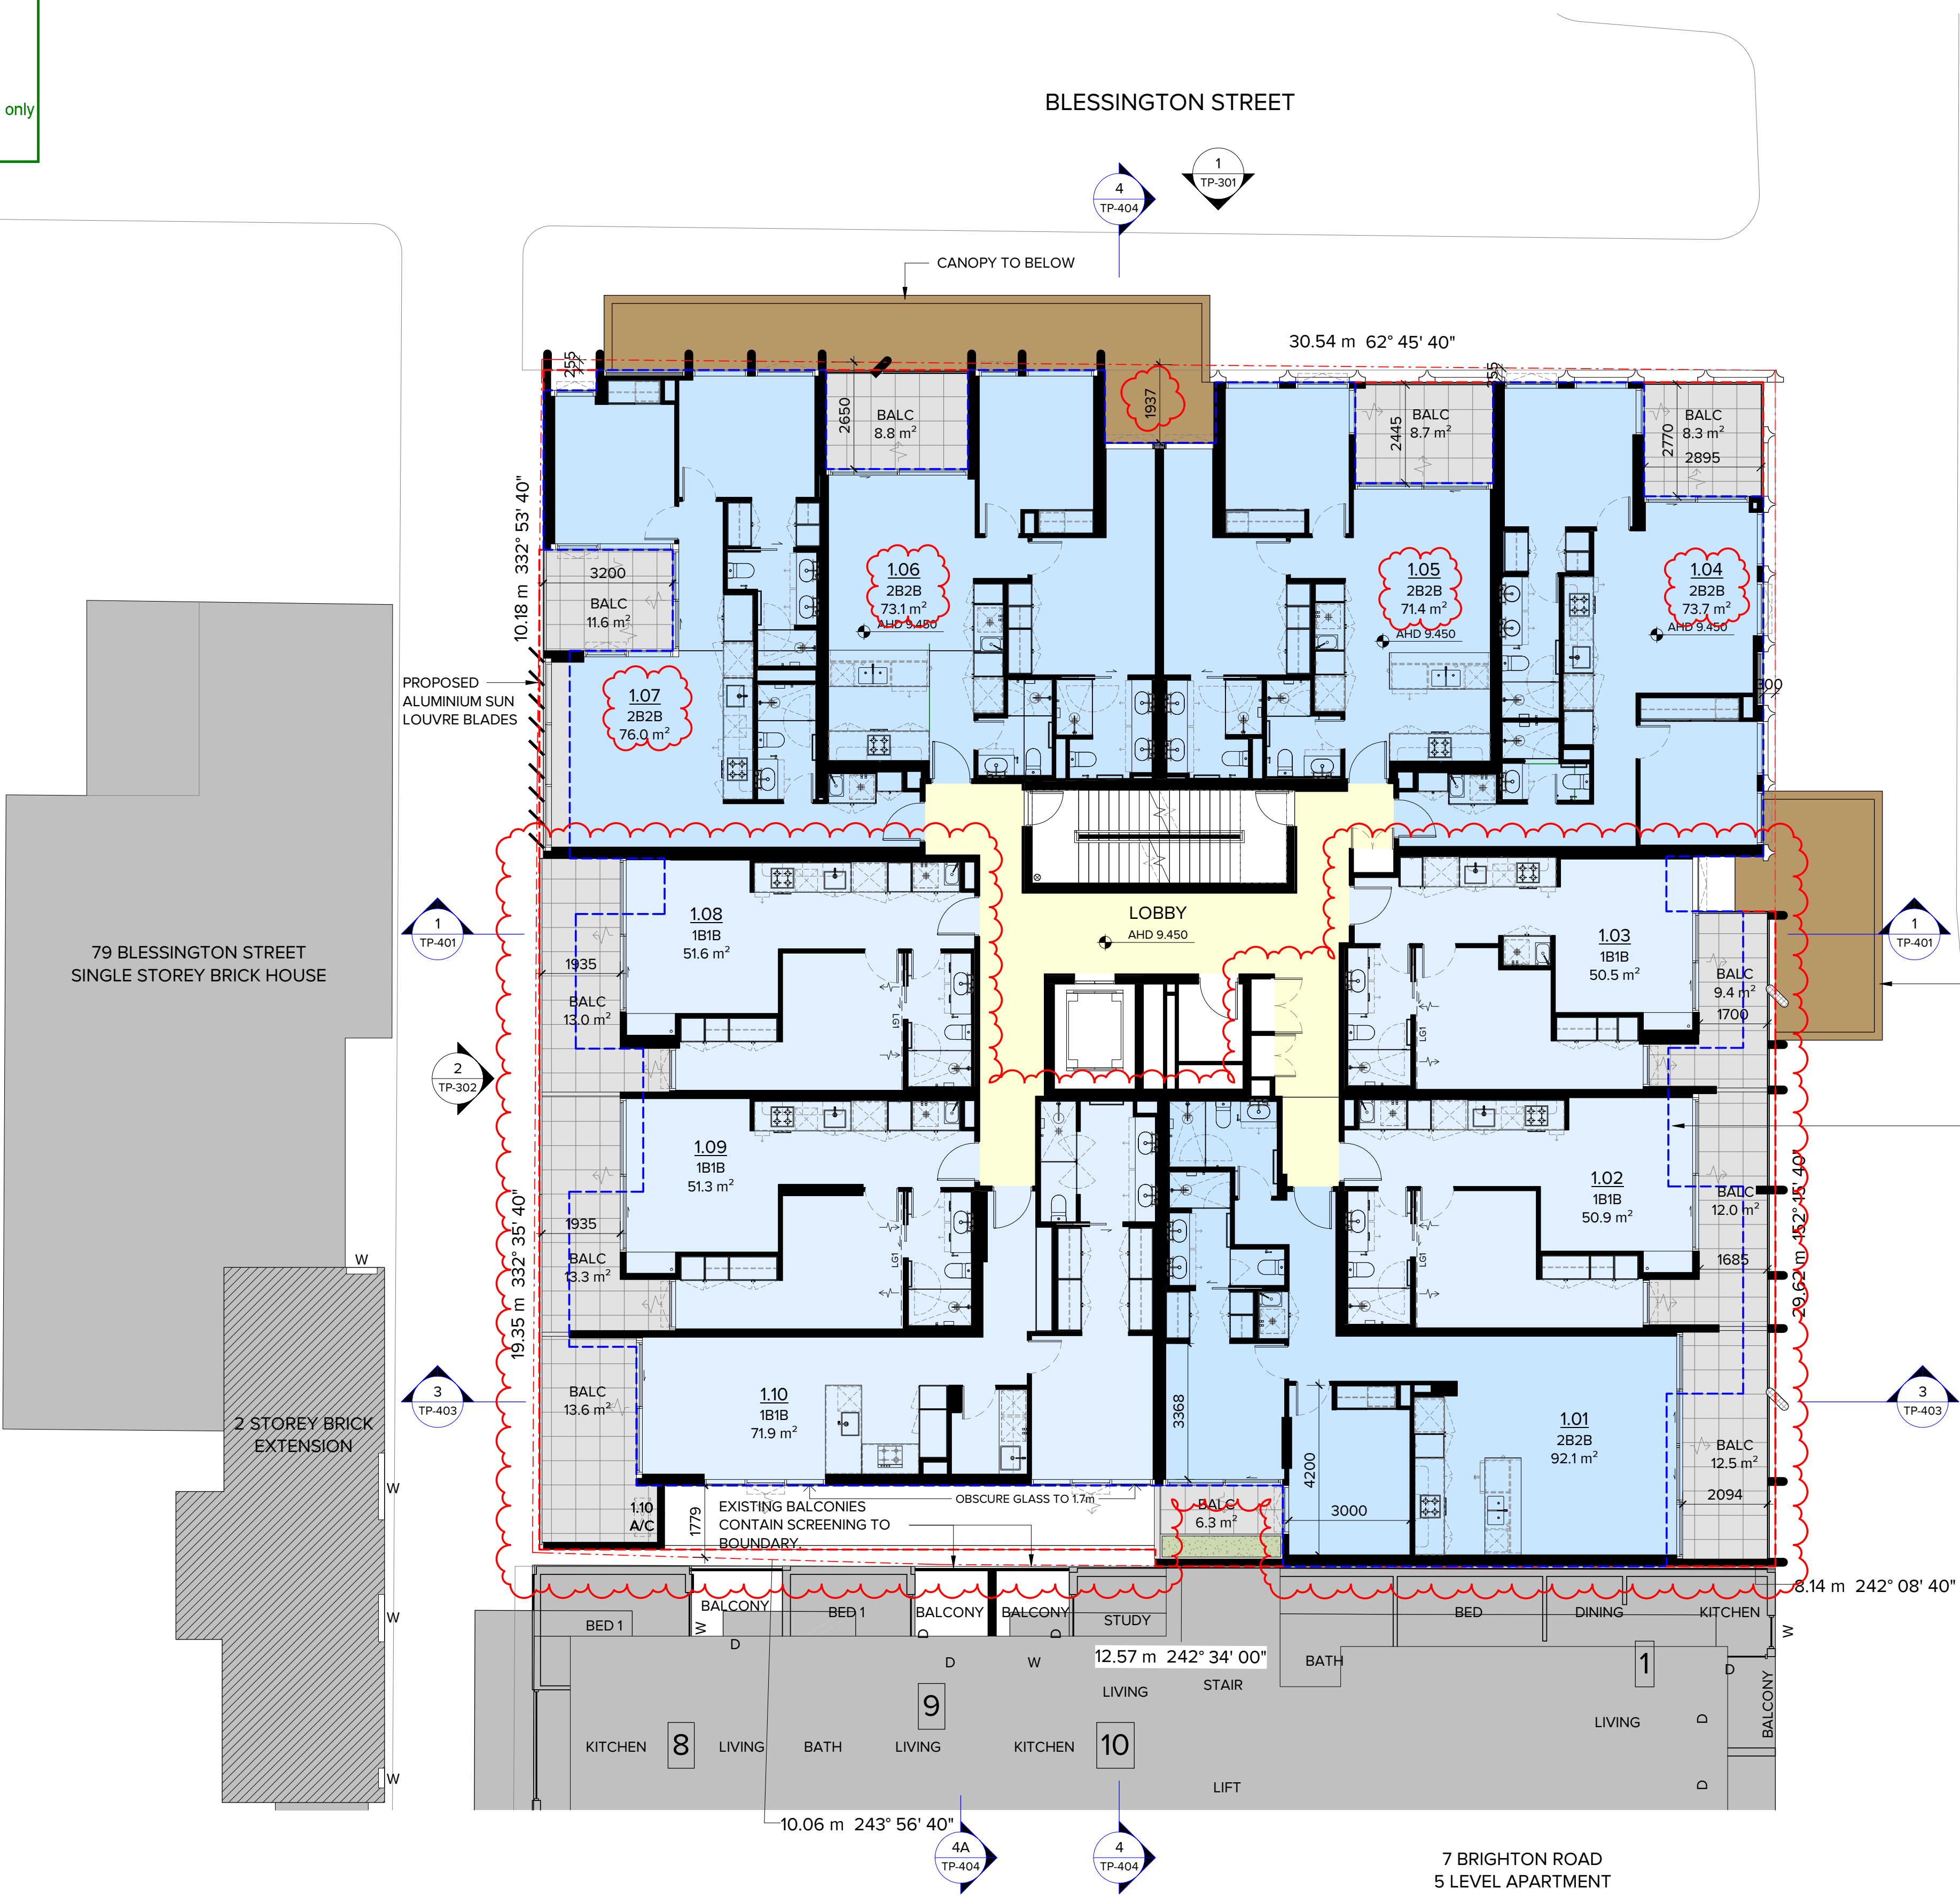 only
BLESSINGTON STREET
4
TP-404
1
TP-301
CANOPY TO BELOW
30.54 m 62° 45' 40"
255
2650
BALC
8.8 m²
1937
2445
BALC
8.7 m²
355
2770
BALC
8.3 m²
2895
10.18 m 332° 53' 40"
3200
BALC
11.6 m²
1.06
2B2B
73.1 m²
AHD 9.450
1.05
2B2B
71.4 m²
AHD 9.450
1.04
2B2B
73.7 m²
AHD 9.450
PROPOSED
ALUMINIUM SUN
LOUVRE BLADES
1.07
2B2B
76.0 m²
1.08
1B1B
51.6 m²
LOBBY
AHD 9.450
1.03
1B1B
50.5 m²
1
TP-401
1
TP-401
79 BLESSINGTON STREET
SINGLE STOREY BRICK HOUSE
1935
BALC
13.0 m²
LG1
LG1
BALC
9.4 m²
1700
2
TP-302
1.09
1B1B
51.3 m²
1.02
1B1B
50.9 m²
BALC
12.0 m²
1935
BALC
13.3 m²
LG1
LG1
1685
W
19.35 m 332° 35' 40"
29.62 m 152° 15' 40"
3
TP-403
BALC
13.6 m²
1.10
1B1B
71.9 m²
3368
4200
1.01
2B2B
92.1 m²
BALC
12.5 m²
3
TP-403
2 STOREY BRICK
EXTENSION
W
1.10
A/C
1779
EXISTING BALCONIES
CONTAIN SCREENING TO
BOUNDARY.
OBSCURE GLASS TO 1.7m
BALC
6.3 m²
3000
2094
8.14 m 242° 08' 40"
W
BED 1
BALCONY
W
D
BED 1
BALCONY
D
BALCONY
D
STUDY
BED
DINING
KITCHEN
W
12.57 m 242° 34' 00"
D
W
LIVING
STAIR
BATH
1
D
BALCONY
9
LIVING
D
KITCHEN
8
LIVING
BATH
LIVING
KITCHEN
10
W
LIFT
D
10.06 m 243° 56' 40"
4A
TP-404
4
TP-404
7 BRIGHTON ROAD
5 LEVEL APARTMENT